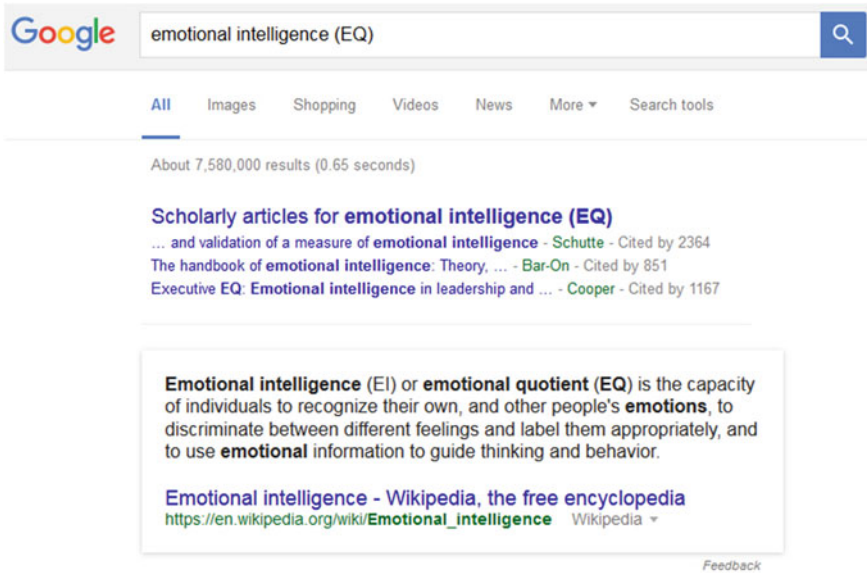 Google emotional intelligence (EQ)
All Images Shopping Videos News More Search tools
About 7,580,000 results (0.65 seconds)
Scholarly articles for emotional intelligence (EQ)
... and validation of a measure of emotional intelligence - Schutte - Cited by 2364
The handbook of emotional intelligence: Theory, ... - Bar-On - Cited by 851
Executive EQ: Emotional intelligence in leadership and ... - Cooper - Cited by 1167
Emotional intelligence (EI) or emotional quotient (EQ) is the capacity
of individuals to recognize their own, and other people's emotions, to
discriminate between different feelings and label them appropriately, and
to use emotional information to guide thinking and behavior.
Emotional intelligence - Wikipedia, the free encyclopedia
https://en.wikipedia.org/wiki/Emotional_intelligence Wikipedia
Feedback